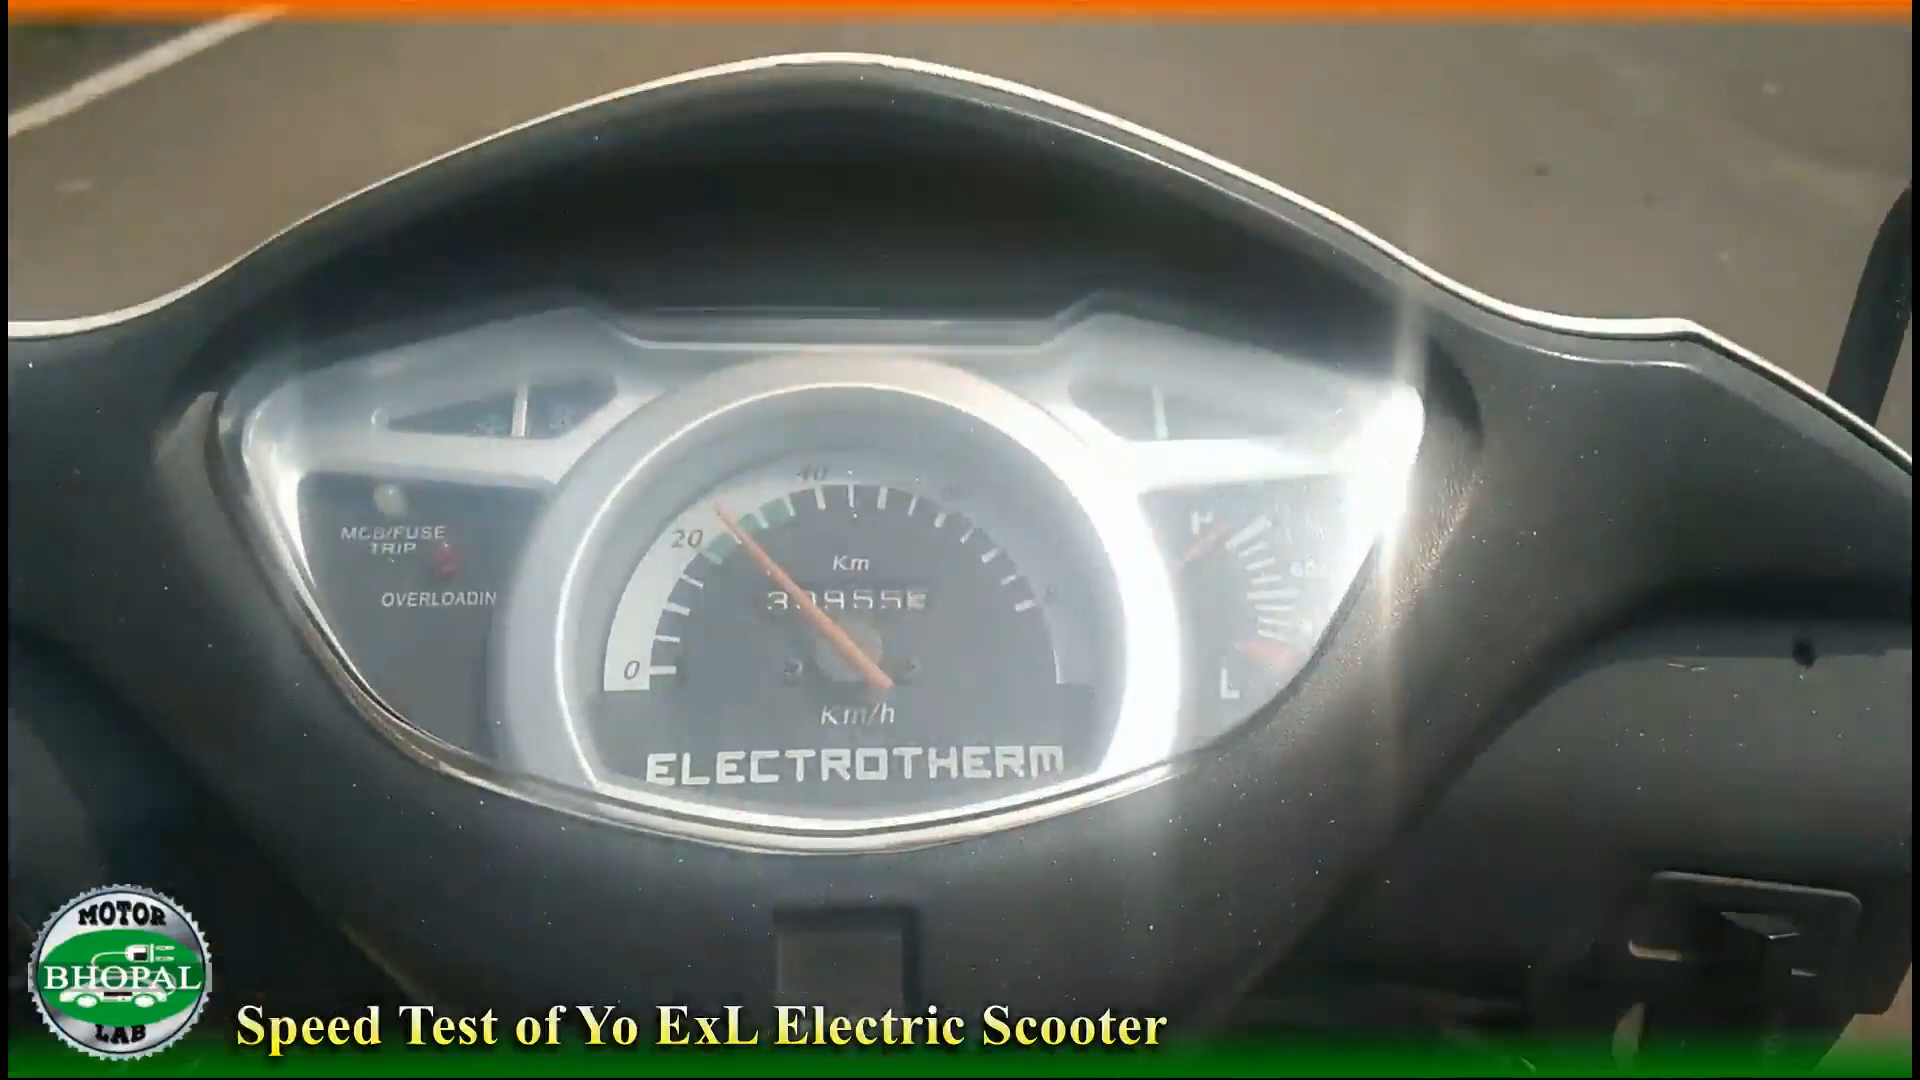 40
20
0
MCB/FUSE
TRIP
OVERLOADIN
Km
Km/h
ELECTROTHERM
L
MOTOR
BHOPAL
LAB
Speed Test of Yo ExL Electric Scooter